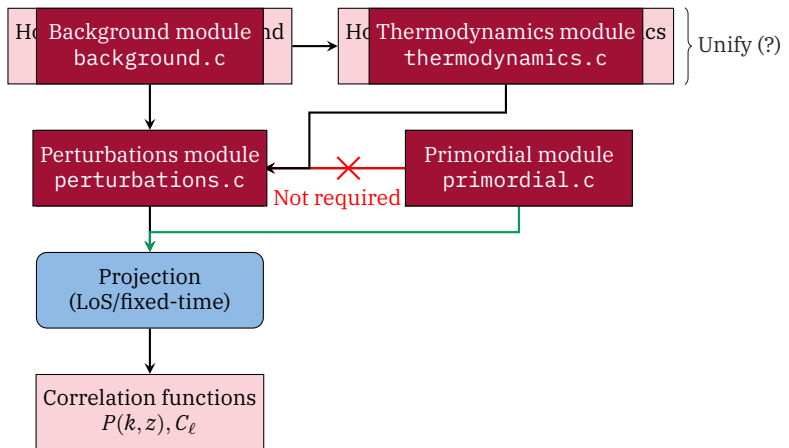 Background module
background.c
Thermodynamics module
thermodynamics.c
Unify (?)
Perturbations module
perturbations.c
Primordial module
primordial.c
Not required
Projection
(LoS/fixed-time)
Correlation functions
P(k, z), Cℓ